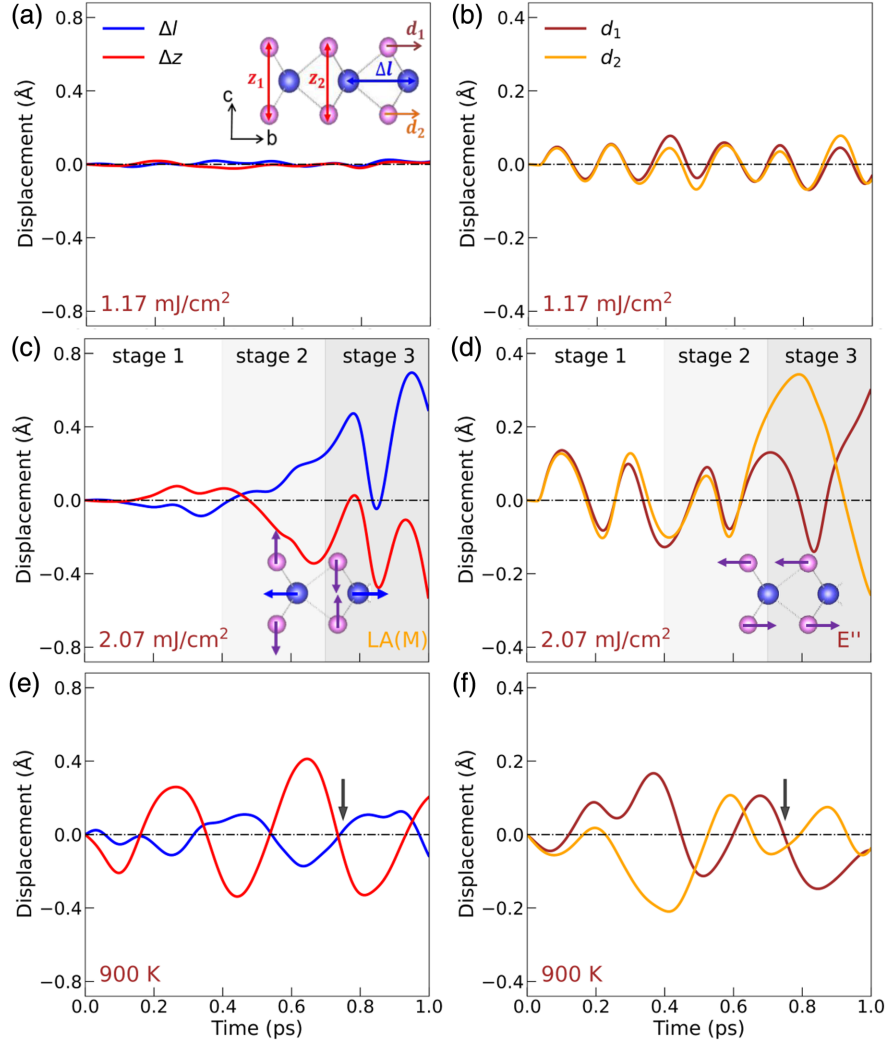 (a)
0.8
0.4
0.0
−0.4
−0.8
Displacement (Å)
Δl
Δz
z₁
z₂
Δl
d₁
d₂
c
b
1.17 mJ/cm²
(b)
0.4
0.2
0.0
−0.2
−0.4
Displacement (Å)
d₁
d₂
1.17 mJ/cm²
(c)
0.8
0.4
0.0
−0.4
−0.8
Displacement (Å)
stage 1
stage 2
stage 3
2.07 mJ/cm²
LA(M)
(d)
0.4
0.2
0.0
−0.2
−0.4
Displacement (Å)
stage 1
stage 2
stage 3
2.07 mJ/cm²
E''
(e)
0.8
0.4
0.0
−0.4
−0.8
Displacement (Å)
900 K
0.0 0.2 0.4 0.6 0.8 1.0
Time (ps)
(f)
0.4
0.2
0.0
−0.2
−0.4
Displacement (Å)
900 K
0.0 0.2 0.4 0.6 0.8 1.0
Time (ps)